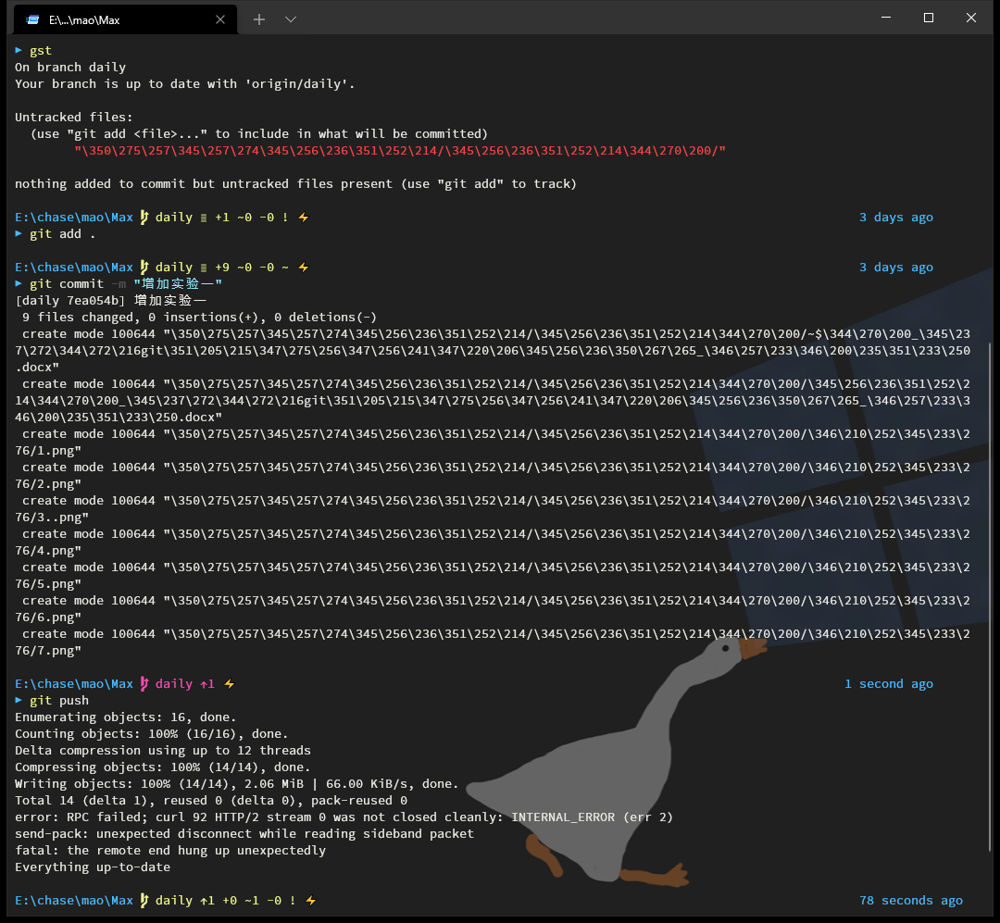 E:\...\mao\Max
gst
On branch daily
Your branch is up to date with 'origin/daily'.
Untracked files:
(use "git add <file>..." to include in what will be committed)
"\350\275\257\345\257\274\345\256\236\351\252\214/\345\256\236\351\252\214\344\270\200/"
nothing added to commit but untracked files present (use "git add" to track)
E:\chase\mao\Max daily ≡ +1 ~0 -0 ! 3 days ago
git add .
E:\chase\mao\Max daily ≡ +9 ~0 -0 ~ 3 days ago
git commit -m "增加实验一"
[daily 7ea054b] 增加实验一
9 files changed, 0 insertions(+), 0 deletions(-)
create mode 100644 "\350\275\257\345\257\274\345\256\236\351\252\214/\345\256\236\351\252\214\344\270\200/~$\344\270\200_\345\23
7\272\344\272\216git\351\205\215\347\275\256\347\256\241\347\220\206\345\256\236\350\267\265_\346\257\233\346\200\235\351\233\250
.docx"
create mode 100644 "\350\275\257\345\257\274\345\256\236\351\252\214/\345\256\236\351\252\214\344\270\200/\345\256\236\351\252\2
14\344\270\200_\345\237\272\344\272\216git\351\205\215\347\275\256\347\256\241\347\220\206\345\256\236\350\267\265_\346\257\233\3
46\200\235\351\233\250.docx"
create mode 100644 "\350\275\257\345\257\274\345\256\236\351\252\214/\345\256\236\351\252\214\344\270\200/\346\210\252\345\233\2
76/1.png"
create mode 100644 "\350\275\257\345\257\274\345\256\236\351\252\214/\345\256\236\351\252\214\344\270\200/\346\210\252\345\233\2
76/2.png"
create mode 100644 "\350\275\257\345\257\274\345\256\236\351\252\214/\345\256\236\351\252\214\344\270\200/\346\210\252\345\233\2
76/3..png"
create mode 100644 "\350\275\257\345\257\274\345\256\236\351\252\214/\345\256\236\351\252\214\344\270\200/\346\210\252\345\233\2
76/4.png"
create mode 100644 "\350\275\257\345\257\274\345\256\236\351\252\214/\345\256\236\351\252\214\344\270\200/\346\210\252\345\233\2
76/5.png"
create mode 100644 "\350\275\257\345\257\274\345\256\236\351\252\214/\345\256\236\351\252\214\344\270\200/\346\210\252\345\233\2
76/6.png"
create mode 100644 "\350\275\257\345\257\274\345\256\236\351\252\214/\345\256\236\351\252\214\344\270\200/\346\210\252\345\233\2
76/7.png"
E:\chase\mao\Max daily ↑1 1 second ago
git push
Enumerating objects: 16, done.
Counting objects: 100% (16/16), done.
Delta compression using up to 12 threads
Compressing objects: 100% (14/14), done.
Writing objects: 100% (14/14), 2.06 MiB | 66.00 KiB/s, done.
Total 14 (delta 1), reused 0 (delta 0), pack-reused 0
error: RPC failed; curl 92 HTTP/2 stream 0 was not closed cleanly: INTERNAL_ERROR (err 2)
send-pack: unexpected disconnect while reading sideband packet
fatal: the remote end hung up unexpectedly
Everything up-to-date
E:\chase\mao\Max daily ↑1 +0 ~1 -0 ! 78 seconds ago